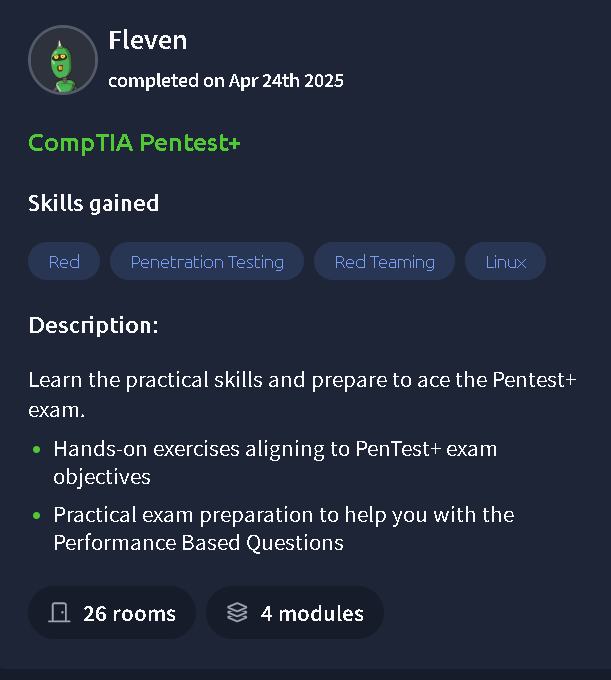 Fleven
completed on Apr 24th 2025
CompTIA Pentest+
Skills gained
Red
Penetration Testing
Red Teaming
Linux
Description:
Learn the practical skills and prepare to ace the Pentest+
exam.
Hands-on exercises aligning to PenTest+ exam
objectives
Practical exam preparation to help you with the
Performance Based Questions
26 rooms
4 modules